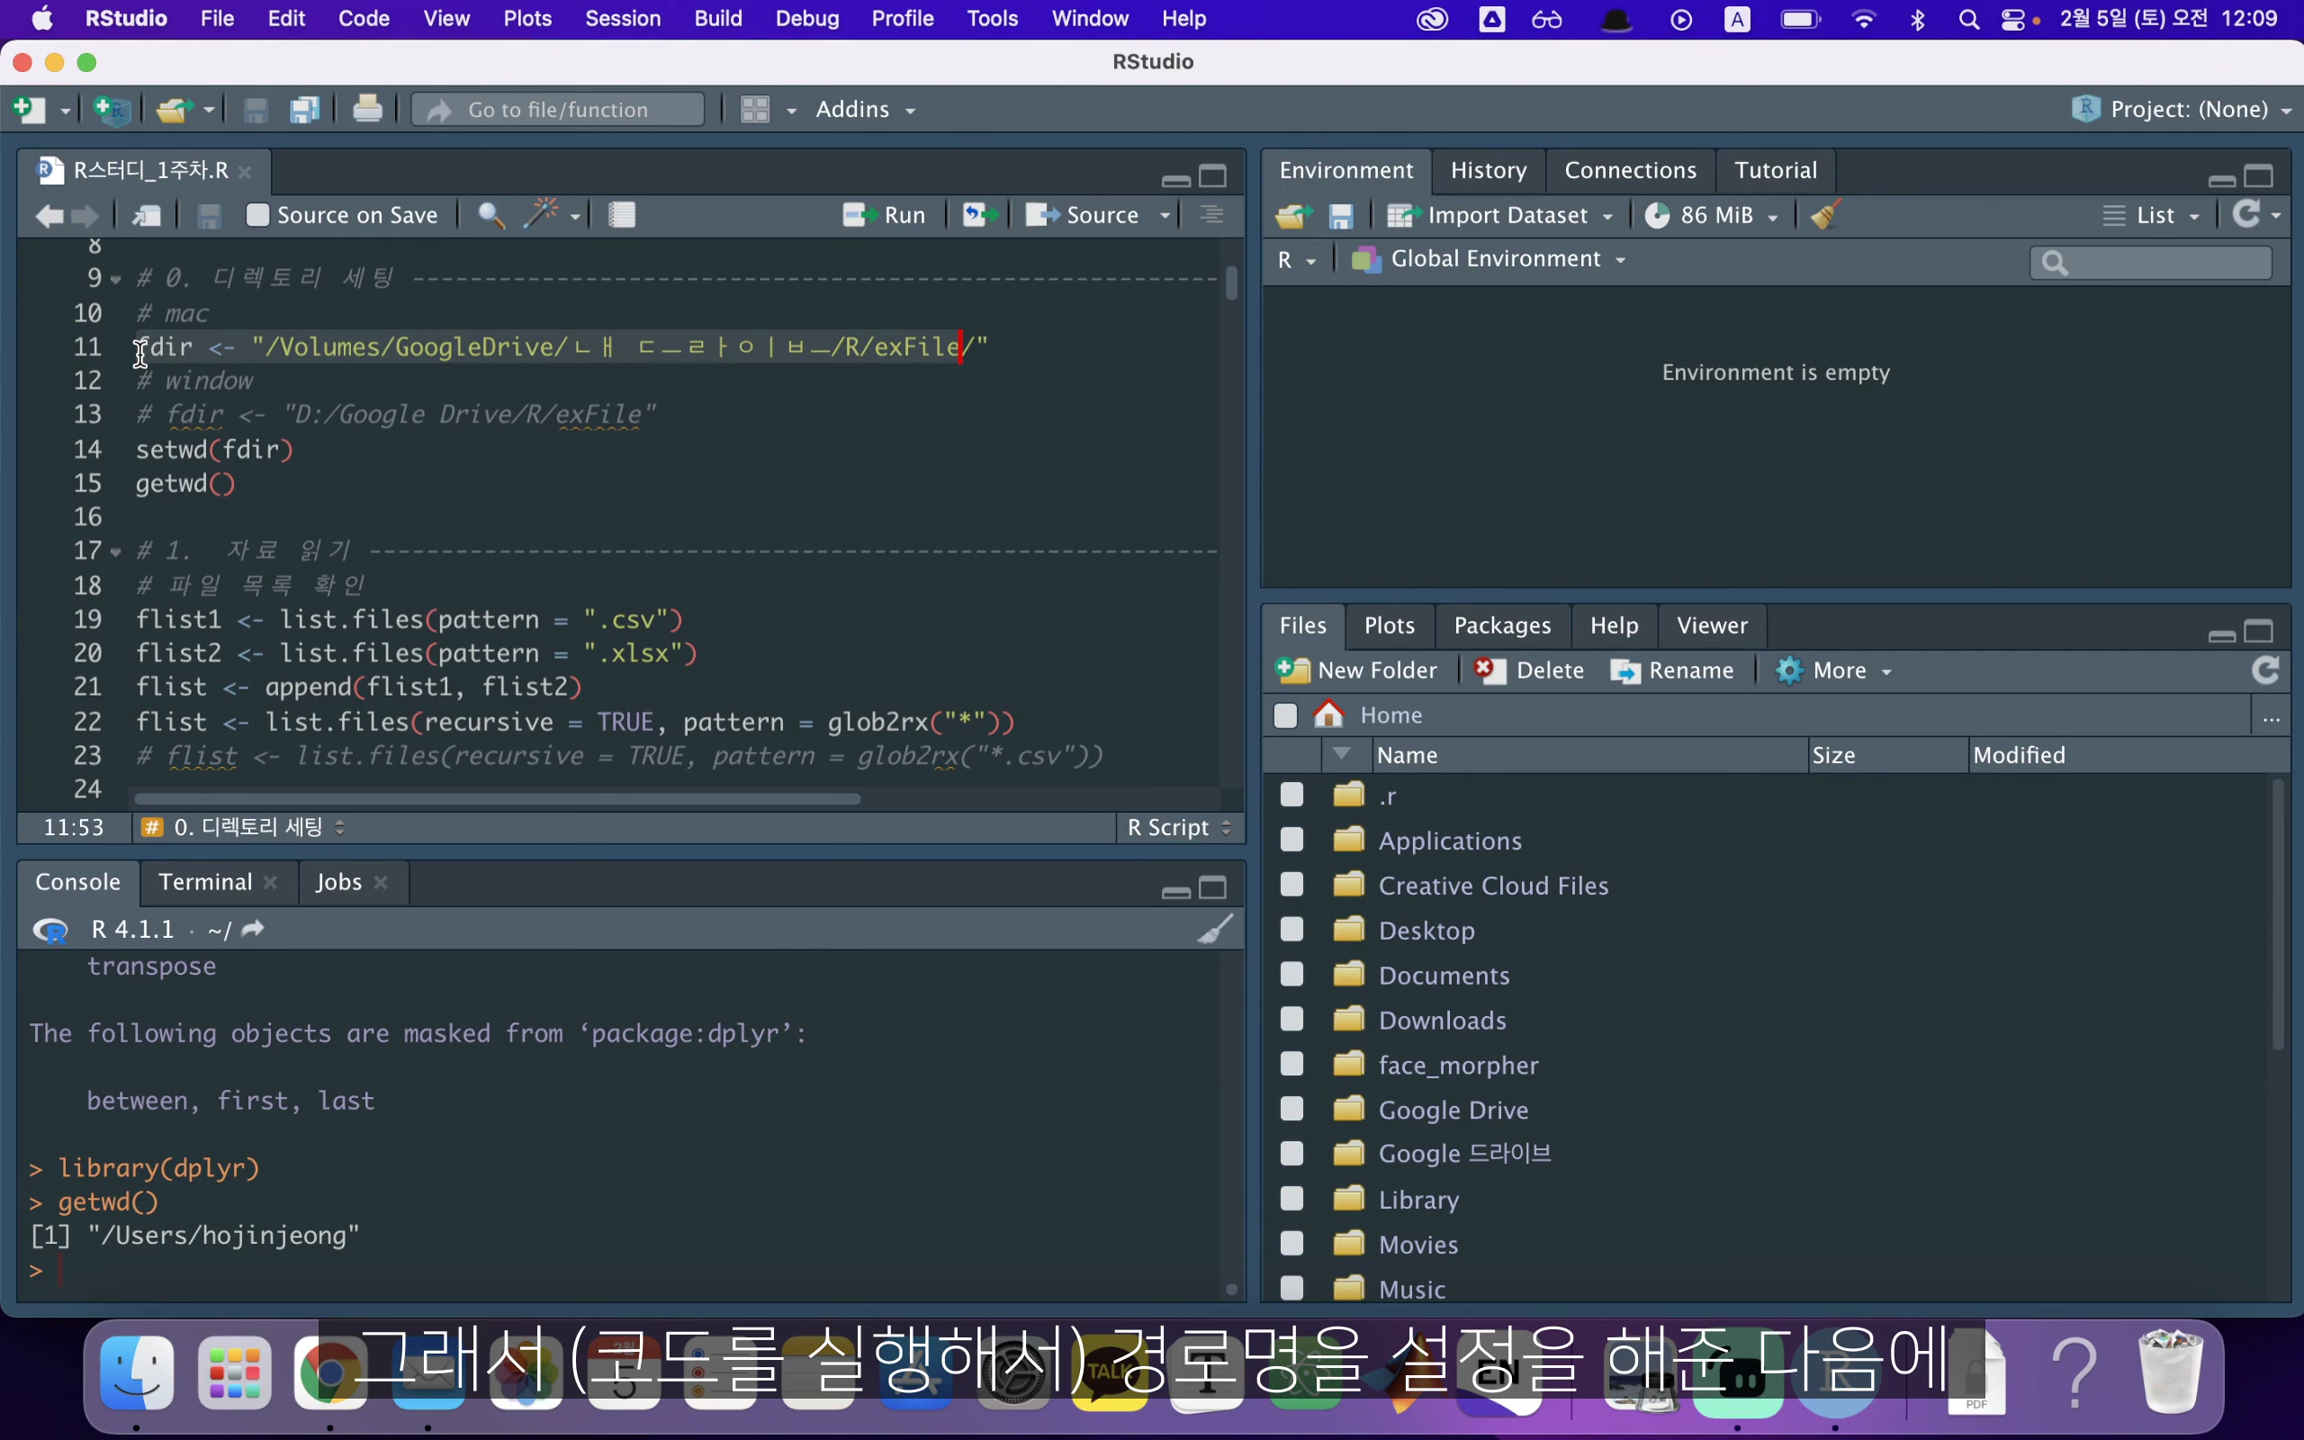 RStudio File Edit Code View Plots Session Build Debug Profile Tools Window Help A 2월 5일 (토) 오전 12:09
RStudio
Go to file/function Addins Project: (None)
R스터디_1주차.R
Source on Save Run Source
8
9 # 0. 디렉토리 세팅 --------------------------------------------------------
10 # mac
11 fdir <- "/Volumes/GoogleDrive/ㄴㅐ ㄷㅡㄹㅏㅇㅣㅂㅡ/R/exFile/"
12 # window
13 # fdir <- "D:/Google Drive/R/exFile"
14 setwd(fdir)
15 getwd()
16
17 # 1.  자료 읽기 -----------------------------------------------------------
18 # 파일 목록 확인
19 flist1 <- list.files(pattern = ".csv")
20 flist2 <- list.files(pattern = ".xlsx")
21 flist <- append(flist1, flist2)
22 flist <- list.files(recursive = TRUE, pattern = glob2rx("*"))
23 # flist <- list.files(recursive = TRUE, pattern = glob2rx("*.csv"))
24
11:53 # 0. 디렉토리 세팅 R Script
Console Terminal Jobs
R 4.1.1 · ~/
transpose
The following objects are masked from ‘package:dplyr’:
between, first, last
> library(dplyr)
> getwd()
[1] "/Users/hojinjeong"
>
Environment History Connections Tutorial
Import Dataset 86 MiB List
R Global Environment
Environment is empty
Files Plots Packages Help Viewer
New Folder Delete Rename More
Home ...
Name Size Modified
.r
Applications
Creative Cloud Files
Desktop
Documents
Downloads
face_morpher
Google Drive
Google 드라이브
Library
Movies
Music
그래서 (코드를 실행해서) 경로명을 설정을 해준 다음에
5 TALK T EN PDF